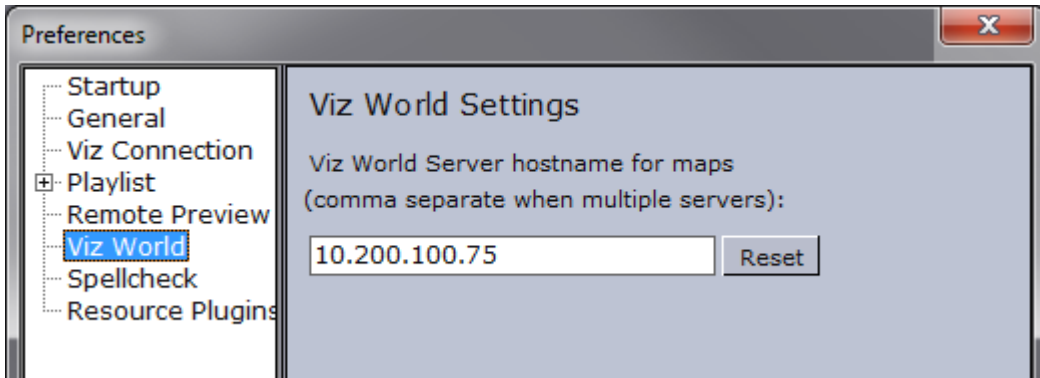 Preferences
Startup
General
Viz Connection
Playlist
Remote Preview
Viz World
Spellcheck
Resource Plugins
Viz World Settings
Viz World Server hostname for maps
(comma separate when multiple servers):
10.200.100.75
Reset